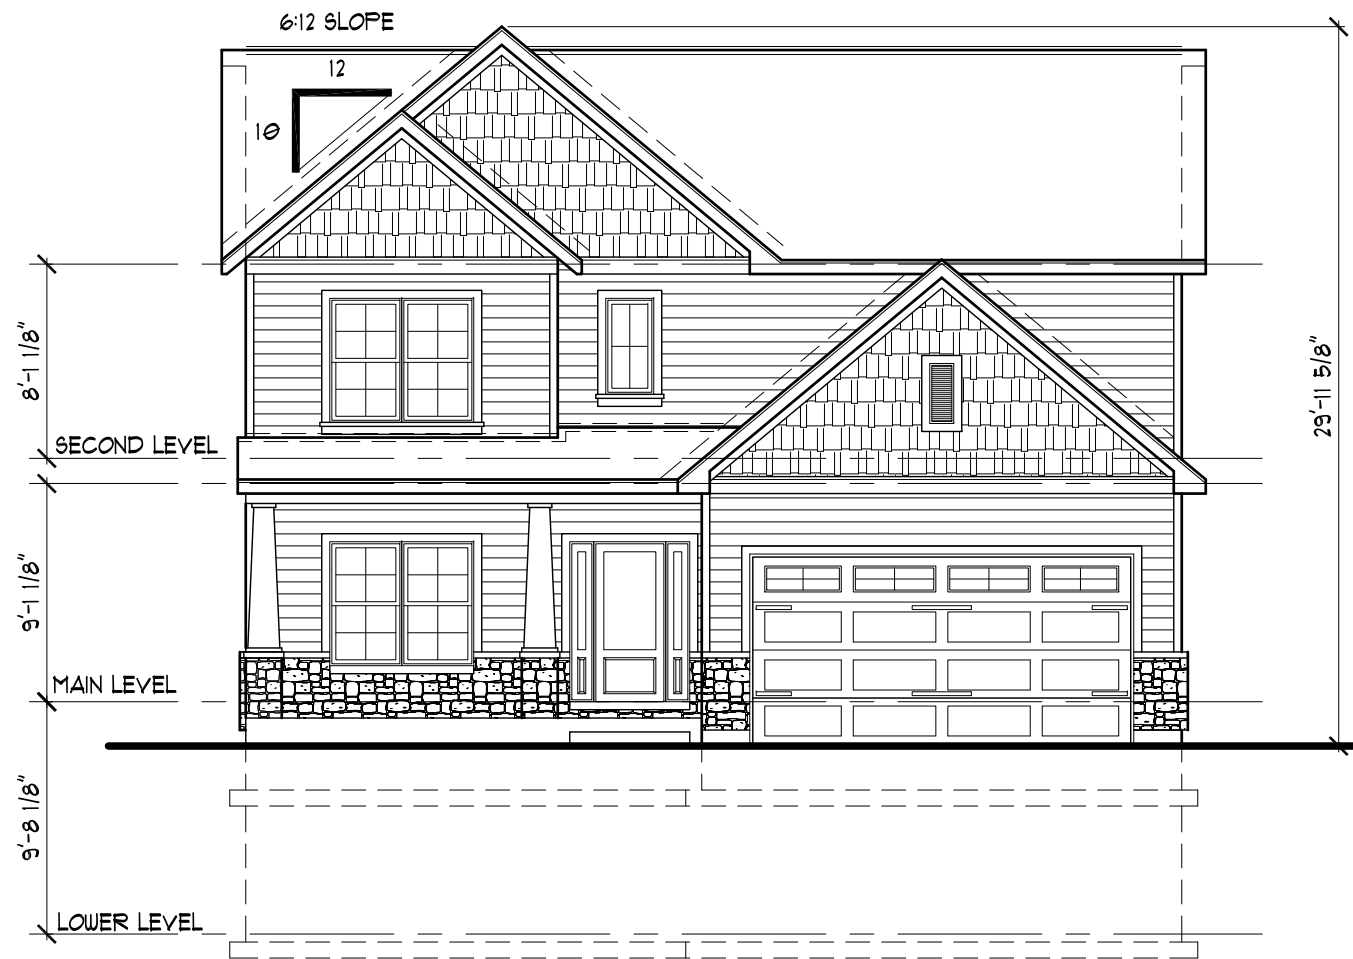 6:12 SLOPE
12
10
8'-1 1/8"
SECOND LEVEL
29'-11 5/8"
9'-1 1/8"
MAIN LEVEL
9'-8 1/8"
LOWER LEVEL